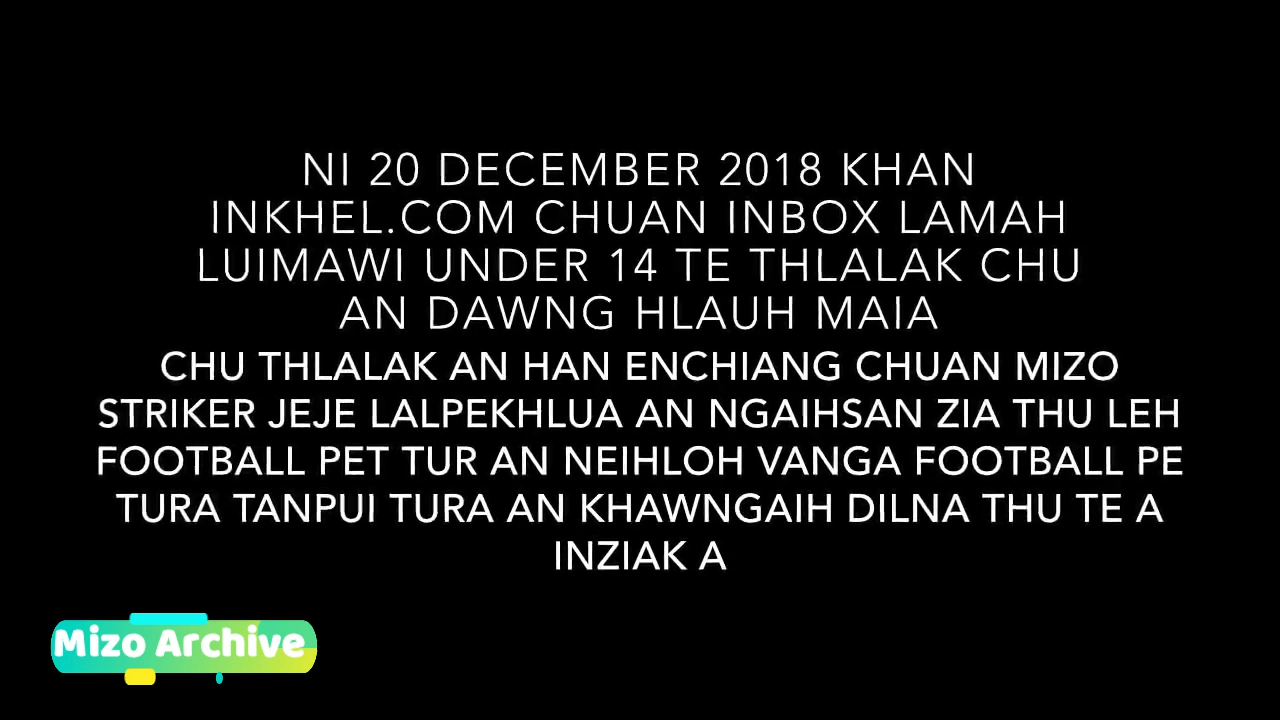 NI 20 DECEMBER 2018 KHAN
INKHEL.COM CHUAN INBOX LAMAH
LUIMAWI UNDER 14 TE THLALAK CHU
AN DAWNG HLAUH MAIA
CHU THLALAK AN HAN ENCHIANG CHUAN MIZO
STRIKER JEJE LALPEKHLUA AN NGAIHSAN ZIA THU LEH
FOOTBALL PET TUR AN NEIHLOH VANGA FOOTBALL PE
TURA TANPUI TURA AN KHAWNGAIH DILNA THU TE A
INZIAK A
Mizo Archive